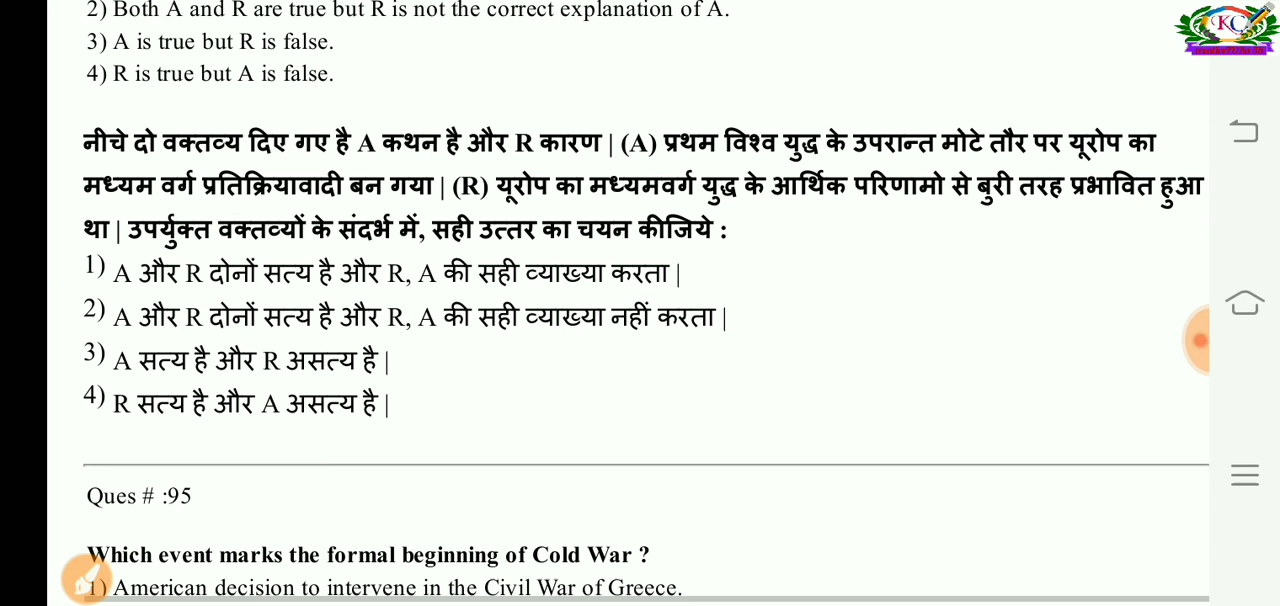 2) Both A and R are true but R is not the correct explanation of A.
3) A is true but R is false.
4) R is true but A is false.
नीचे दो वक्तव्य दिए गए है A कथन है और R कारण | (A) प्रथम विश्व युद्ध के उपरान्त मोटे तौर पर यूरोप का
मध्यम वर्ग प्रतिक्रियावादी बन गया | (R) यूरोप का मध्यमवर्ग युद्ध के आर्थिक परिणामो से बुरी तरह प्रभावित हुआ
था | उपर्युक्त वक्तव्यों के संदर्भ में, सही उत्तर का चयन कीजिये :
1) A और R दोनों सत्य है और R, A की सही व्याख्या करता |
2) A और R दोनों सत्य है और R, A की सही व्याख्या नहीं करता |
3) A सत्य है और R असत्य है |
4) R सत्य है और A असत्य है |
Ques # :95
Which event marks the formal beginning of Cold War ?
1) American decision to intervene in the Civil War of Greece.
KC